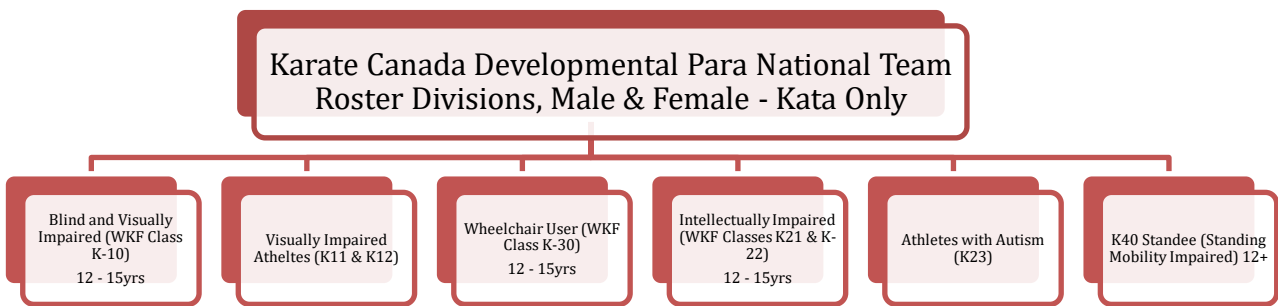 Karate Canada Developmental Para National Team
Roster Divisions, Male & Female - Kata Only
Blind and Visually
Impaired (WKF Class
K-10)
12 - 15yrs
Visually Impaired
Atheltes (K11 & K12)
Wheelchair User (WKF
Class K-30)
12 - 15yrs
Intellectually Impaired
(WKF Classes K21 & K-
22)
12 - 15yrs
Athletes with Autism
(K23)
K40 Standee (Standing
Mobility Impaired) 12+